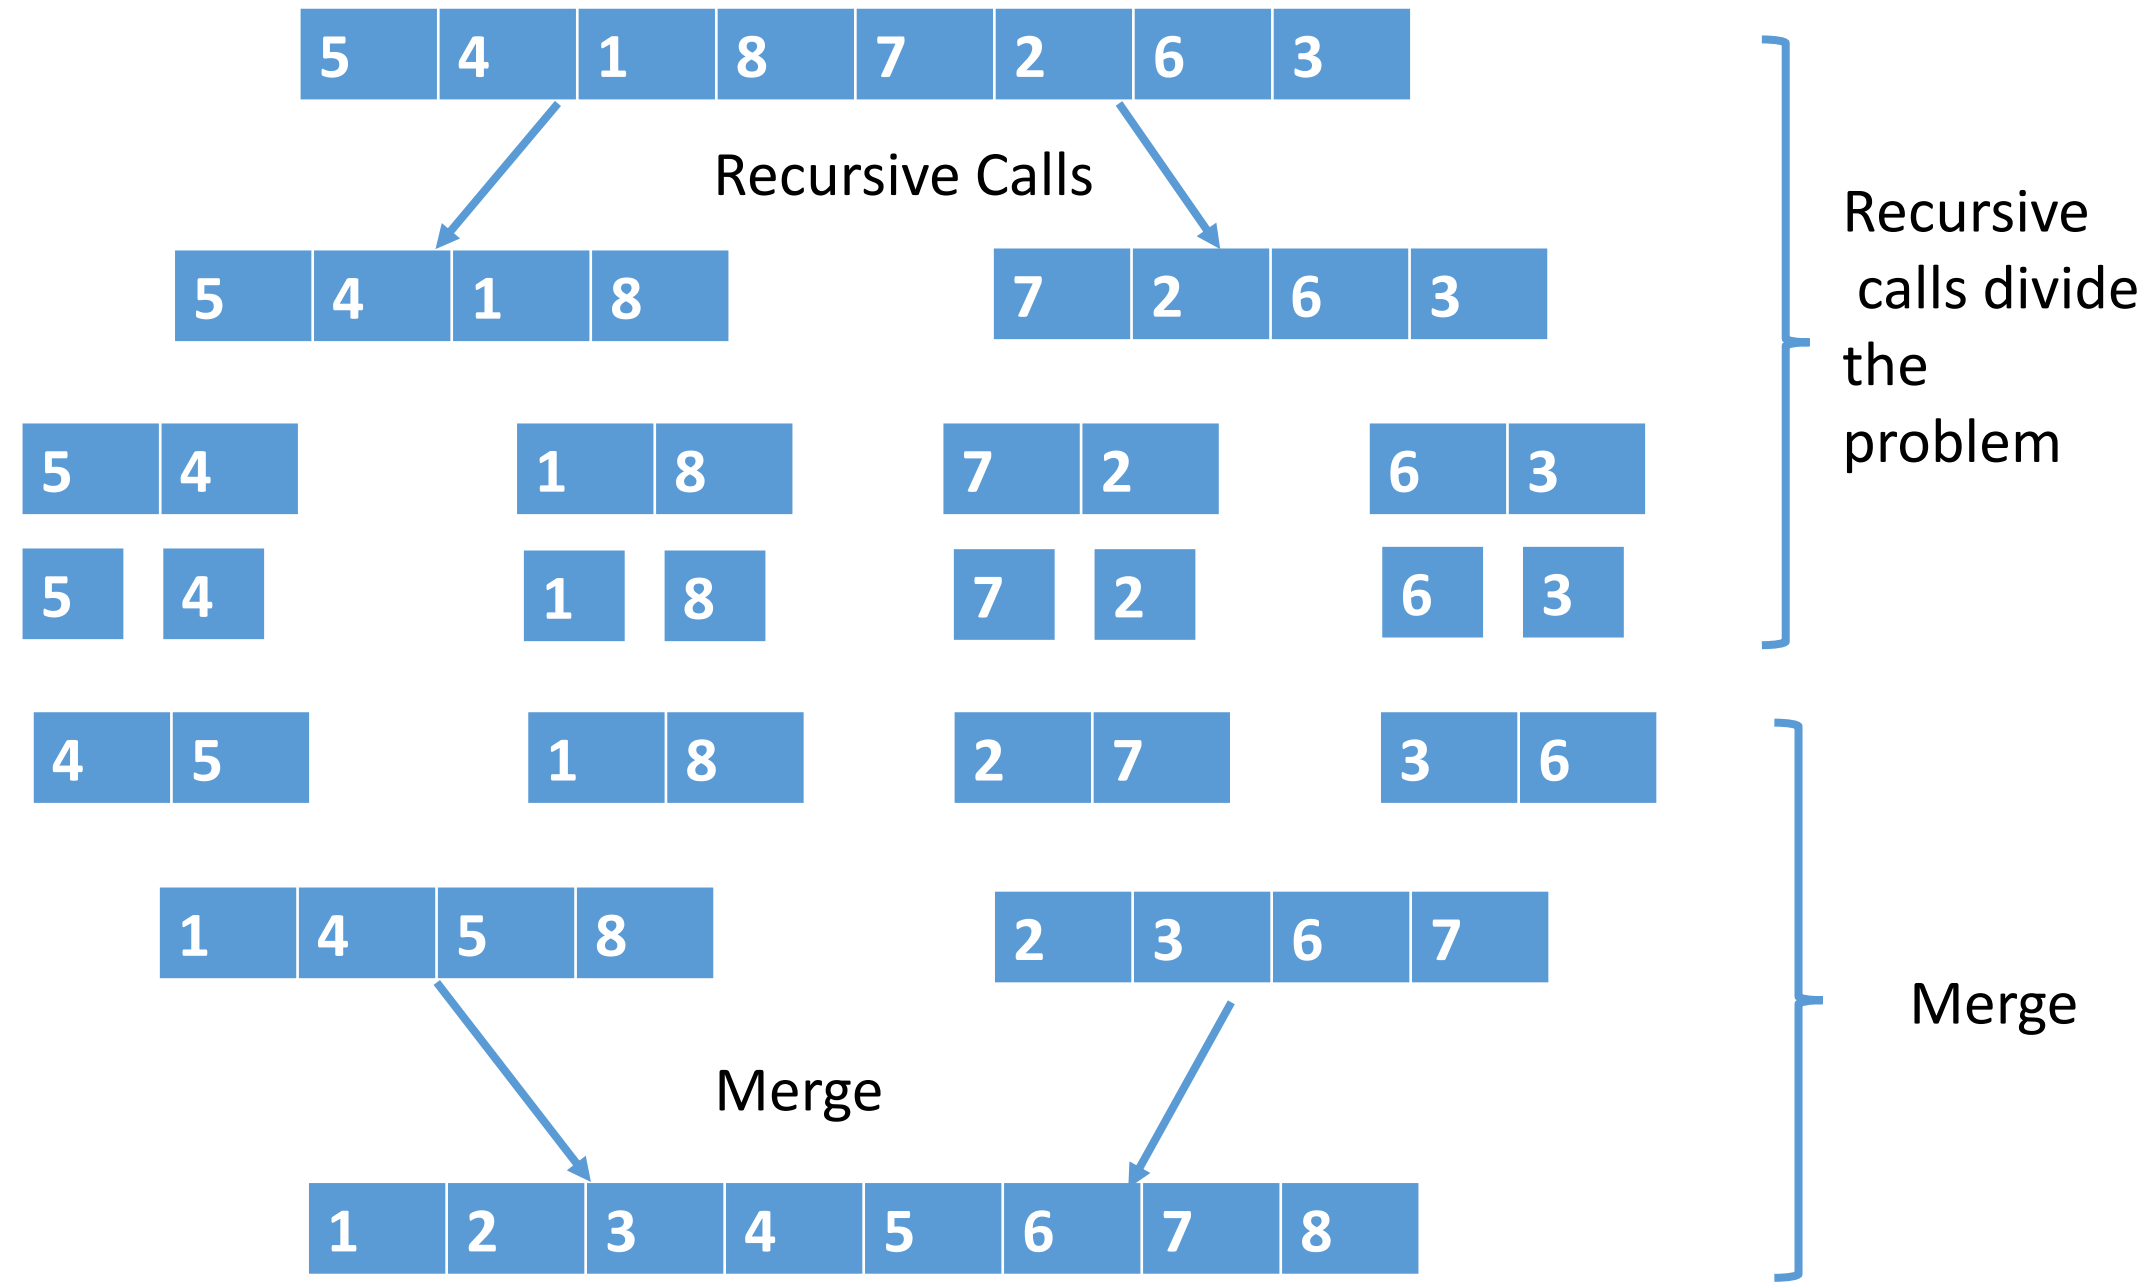 5 4 1 8 7 2 6 3
Recursive Calls
5 4 1 8 7 2 6 3
5 4 1 8 7 2 6 3
5 4 1 8 7 2 6 3
Recursive
calls divide
the
problem
4 5 1 8 2 7 3 6
1 4 5 8 2 3 6 7
Merge
1 2 3 4 5 6 7 8
Merge